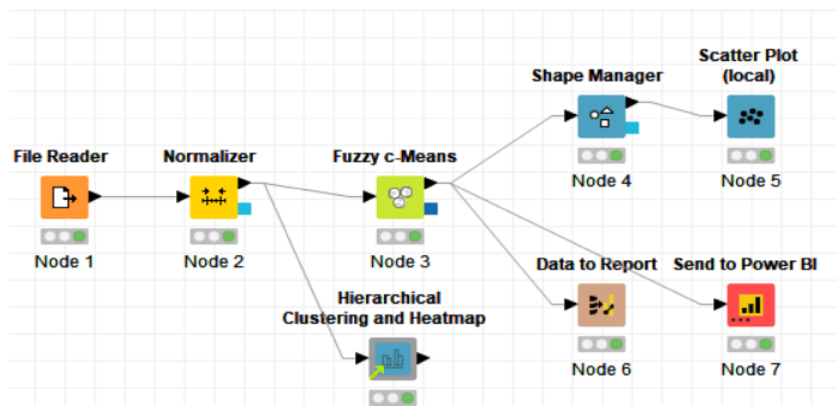 Scatter Plot
(local)
Shape Manager
File Reader
Normalizer
Fuzzy c-Means
Node 4
Node 5
Node 1
Node 2
Node 3
Data to Report
Send to Power BI
Hierarchical
Clustering and Heatmap
Node 6
Node 7